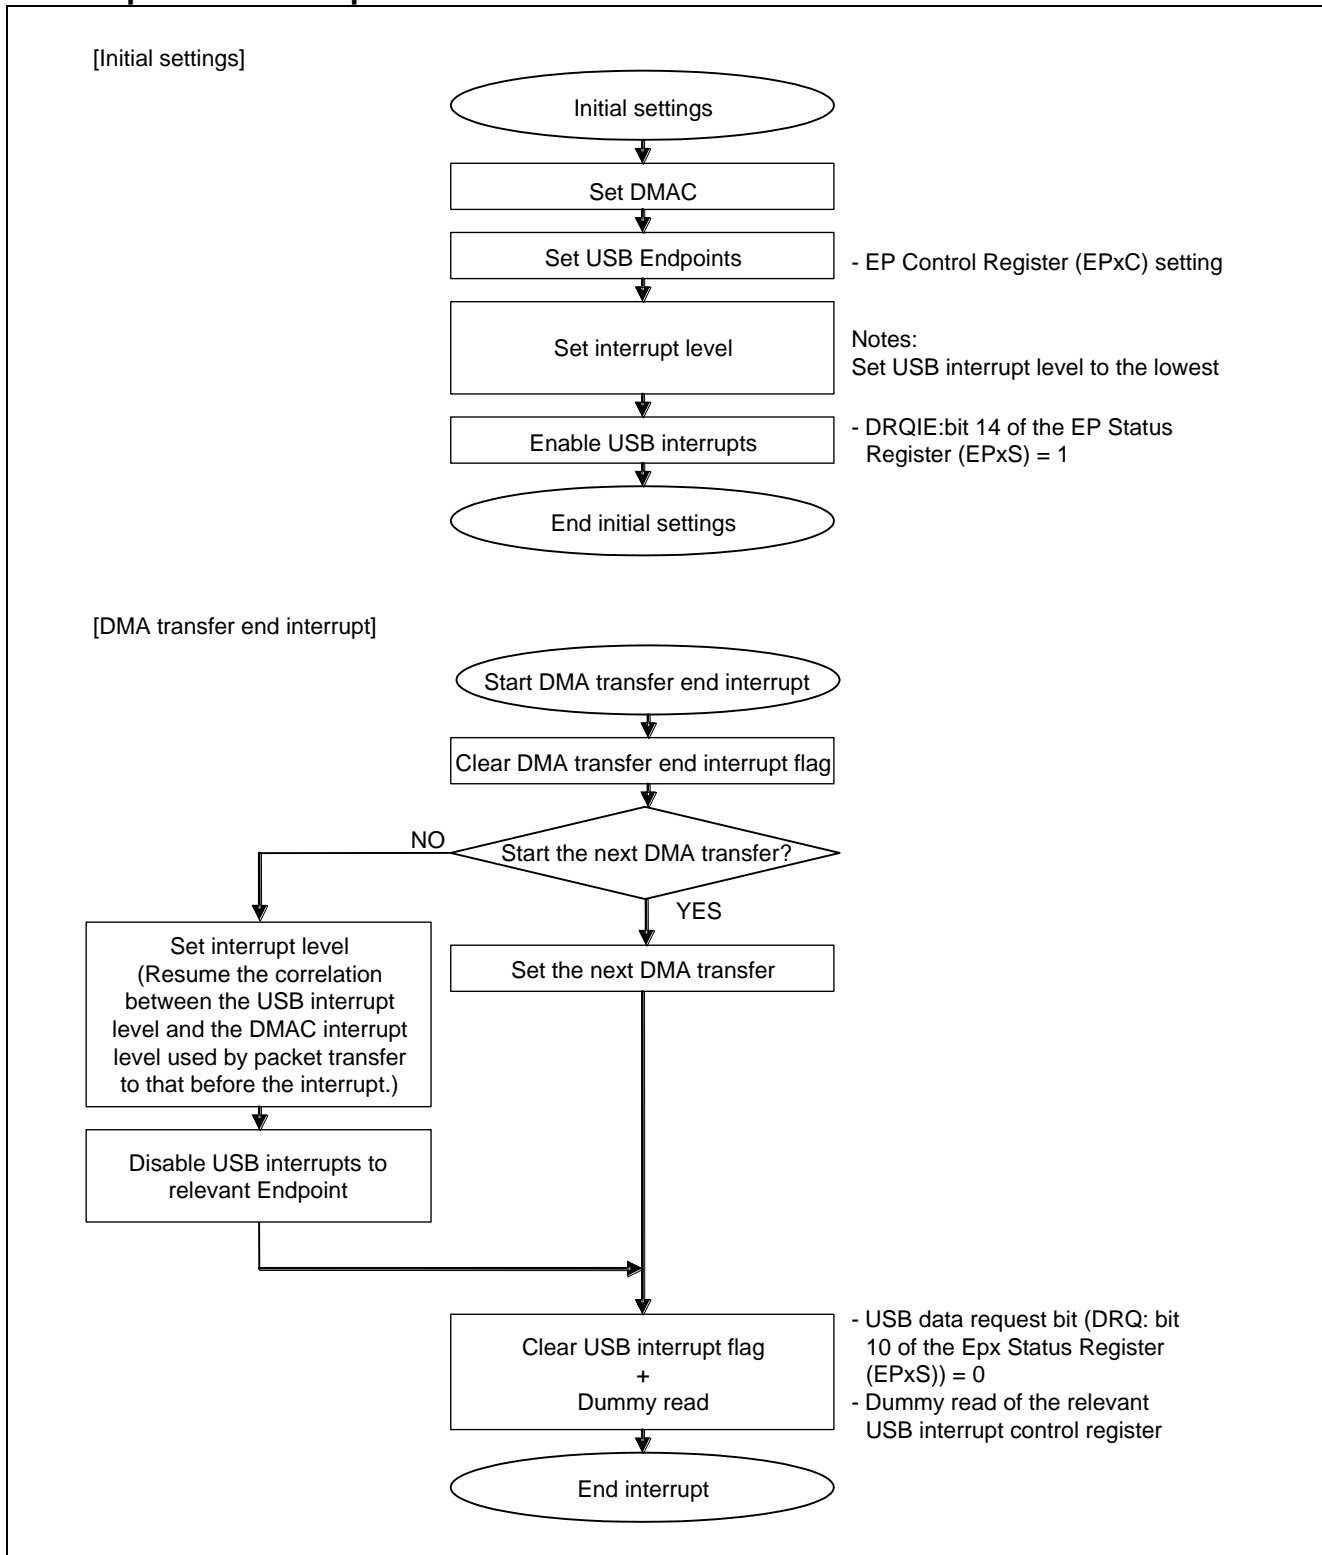 [Initial settings]
Initial settings
Set DMAC
Set USB Endpoints
- EP Control Register (EPxC) setting
Set interrupt level
Notes:
Set USB interrupt level to the lowest
Enable USB interrupts
- DRQIE:bit 14 of the EP Status
Register (EPxS) = 1
End initial settings
[DMA transfer end interrupt]
Start DMA transfer end interrupt
Clear DMA transfer end interrupt flag
Start the next DMA transfer?
NO
YES
Set interrupt level
(Resume the correlation
between the USB interrupt
level and the DMAC interrupt
level used by packet transfer
to that before the interrupt.)
Set the next DMA transfer
Disable USB interrupts to
relevant Endpoint
Clear USB interrupt flag
+
Dummy read
- USB data request bit (DRQ: bit
10 of the Epx Status Register
(EPxS)) = 0
- Dummy read of the relevant
USB interrupt control register
End interrupt